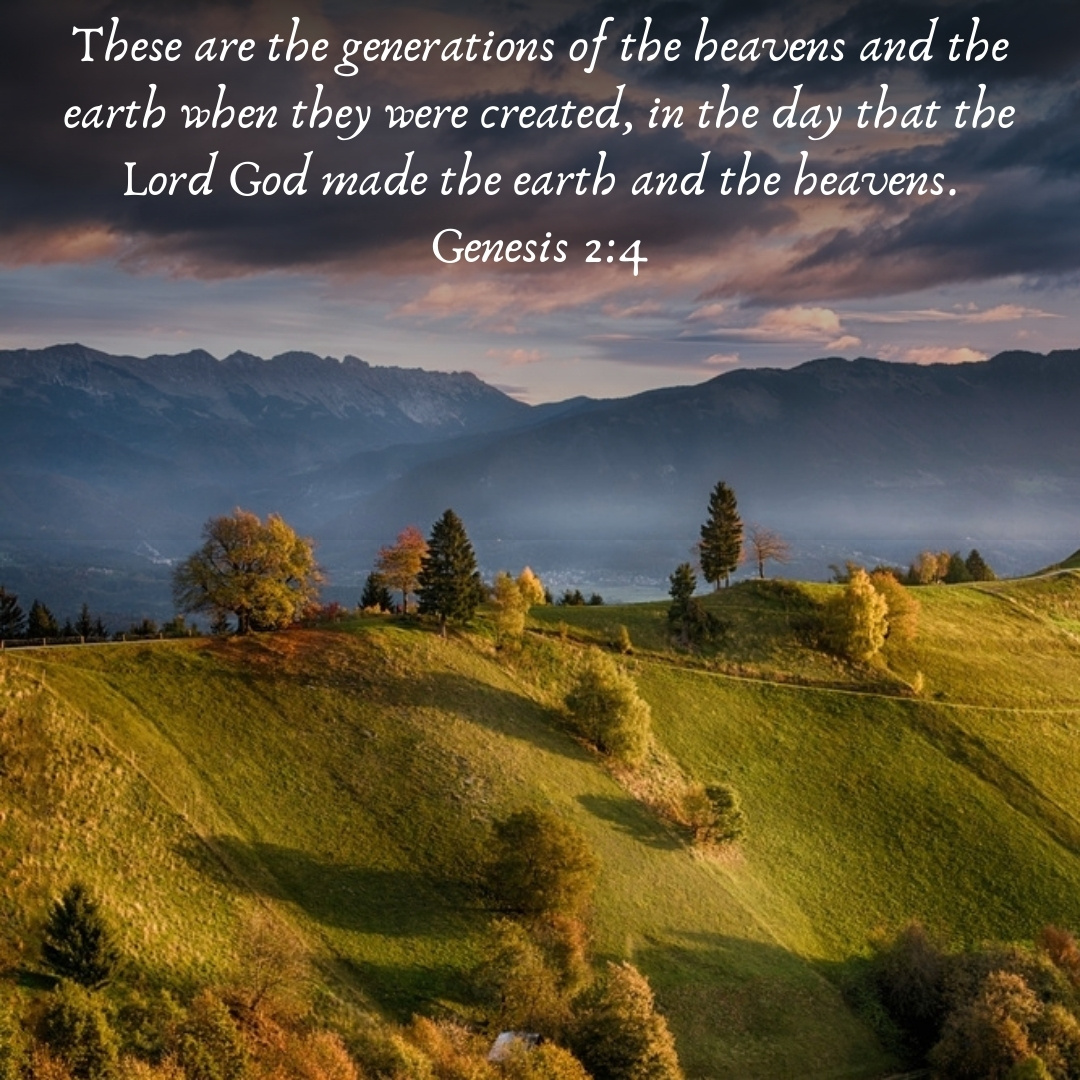 These are the generations of the heavens and the
earth when they were created, in the day that the
Lord God made the earth and the heavens.
Genesis 2:4